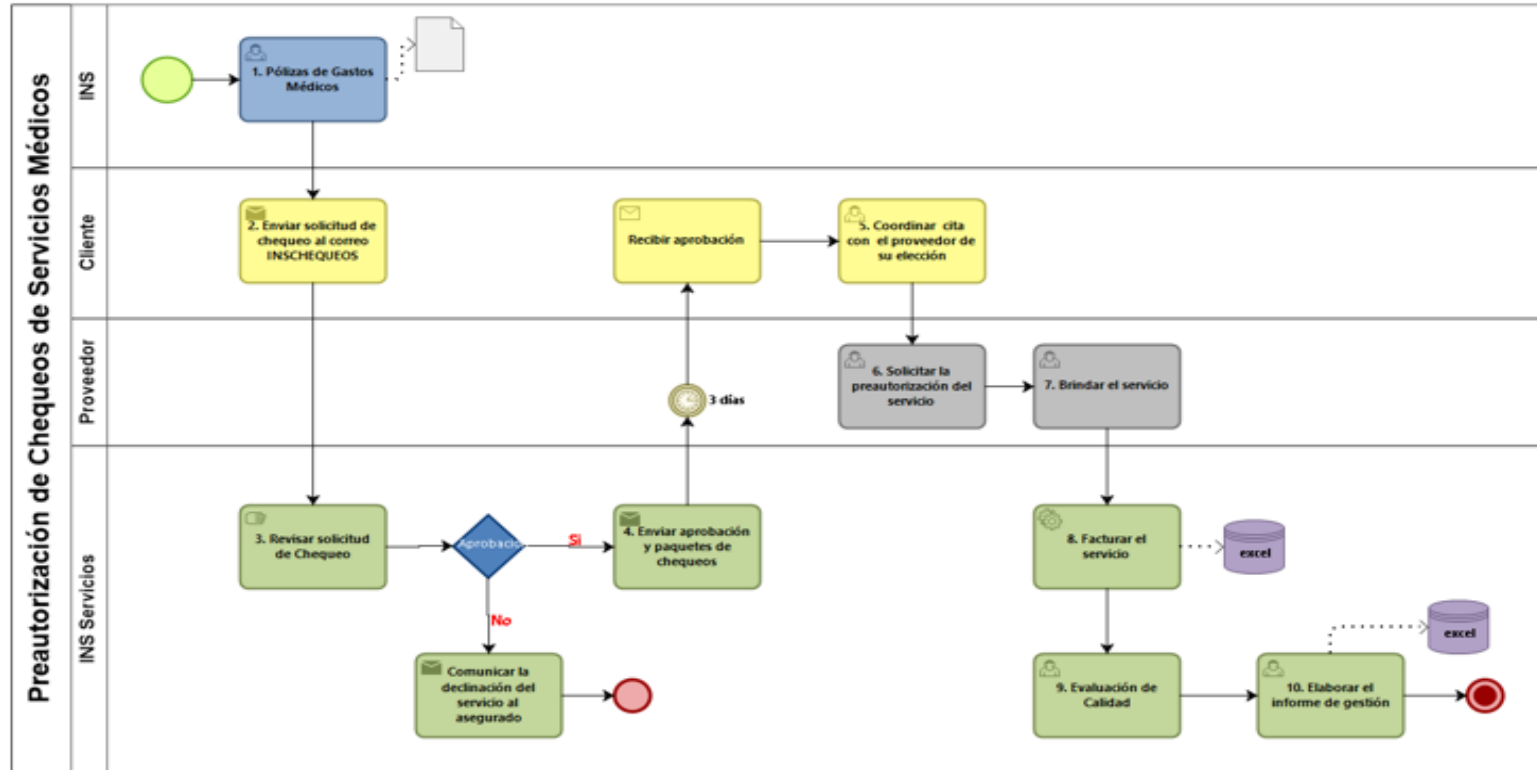 Preautorización de Chequeos de Servicios Médicos
INS
1. Pólizas de Gastos
Médicos
Cliente
2. Enviar solicitud de
chequeo al correo
INSCHEQUEOS
Recibir aprobación
5. Coordinar cita
con el proveedor de
su elección
Proveedor
3 días
6. Solicitar la
preautorización del
servicio
7. Brindar el servicio
INS Servicios
3. Revisar solicitud
de Chequeo
Aprobacio
Si
No
4. Enviar aprobación
y paquetes de
chequeos
8. Facturar el
servicio
excel
Comunicar la
declinación del
servicio al
asegurado
9. Evaluación de
Calidad
10. Elaborar el
informe de gestión
excel